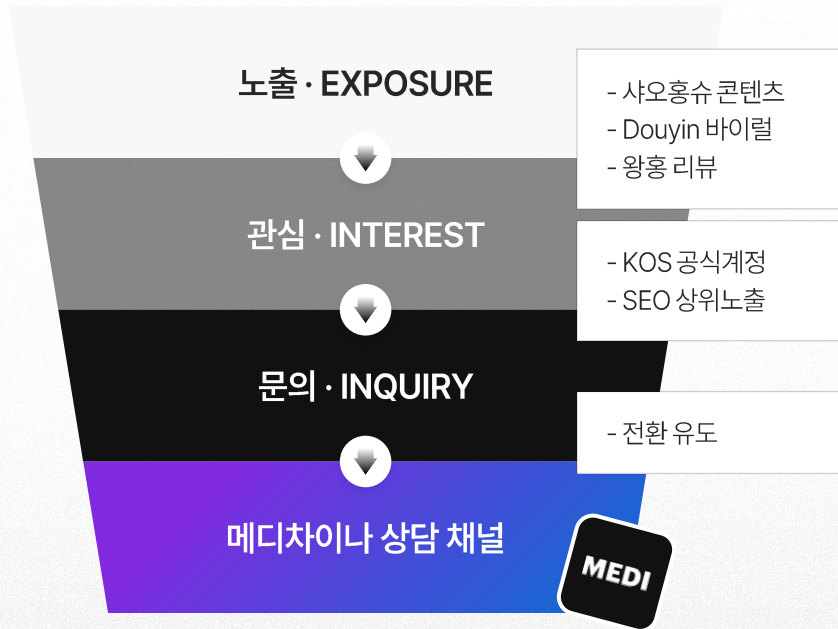 노출 · EXPOSURE
- 샤오홍슈 콘텐츠
- Douyin 바이럴
- 왕홍 리뷰
관심 · INTEREST
- KOS 공식계정
- SEO 상위노출
문의 · INQUIRY
- 전환 유도
메디차이나 상담 채널
MEDI